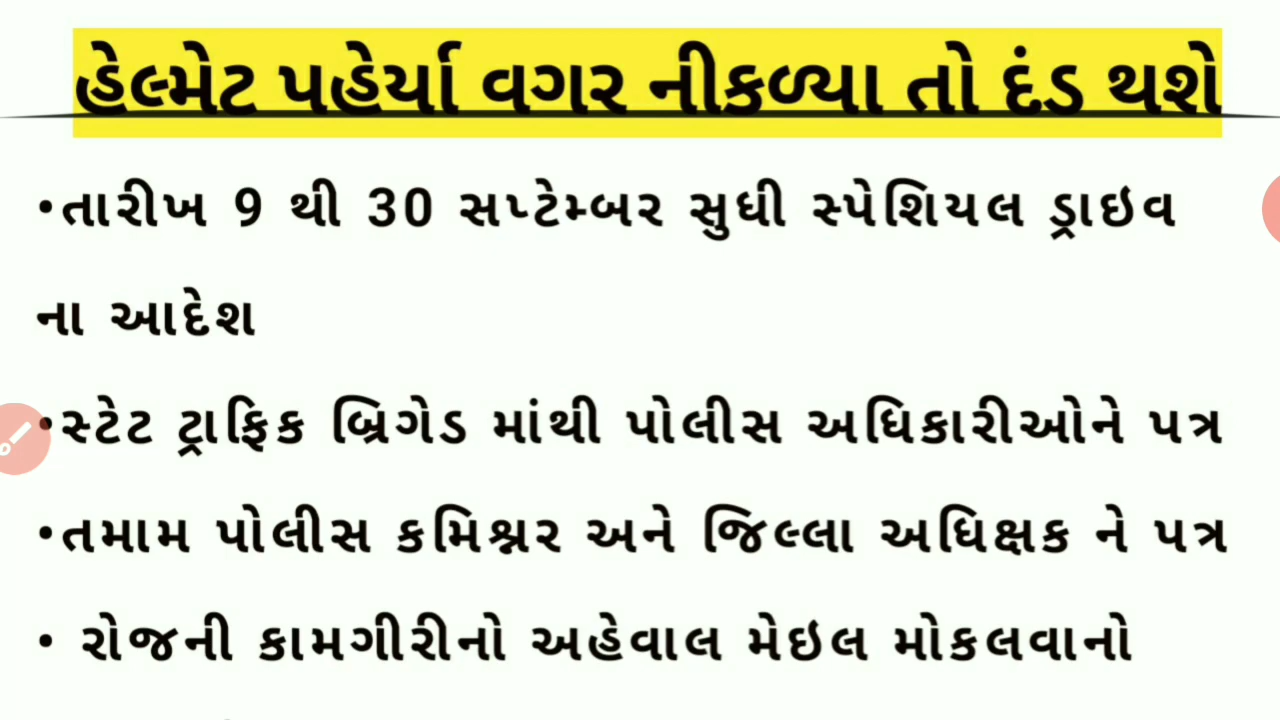 હેલ્મેટ પહેર્યા વગર નીકળ્યા તો દંડ થશે
•તારીખ 9 થી 30 સપ્ટેમ્બર સુધી સ્પેશિયલ ડ્રાઇવ
ના આદેશ
•સ્ટેટ ટ્રાફિક બ્રિગેડ માંથી પોલીસ અધિકારીઓને પત્ર
•તમામ પોલીસ કમિશ્નર અને જિલ્લા અધિક્ષક ને પત્ર
• રોજની કામગીરીનો અહેવાલ મેઇલ મોકલવાનો